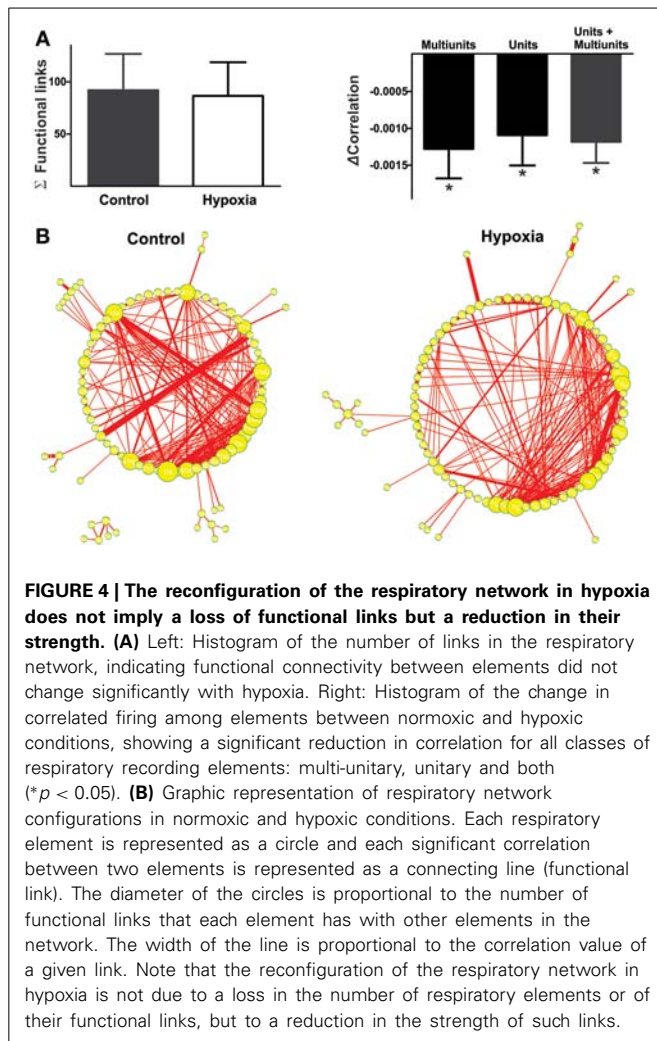 A
Σ Functional links
100
50
Control
Hypoxia
Multiunits
Units
Units +
Multiunits
ΔCorrelation
-0.0005
-0.0010
-0.0015
*
*
*
B
Control
Hypoxia
FIGURE 4 | The reconfiguration of the respiratory network in hypoxia
does not imply a loss of functional links but a reduction in their
strength. (A) Left: Histogram of the number of links in the respiratory
network, indicating functional connectivity between elements did not
change significantly with hypoxia. Right: Histogram of the change in
correlated firing among elements between normoxic and hypoxic
conditions, showing a significant reduction in correlation for all classes of
respiratory recording elements: multi-unitary, unitary and both
(*p < 0.05). (B) Graphic representation of respiratory network
configurations in normoxic and hypoxic conditions. Each respiratory
element is represented as a circle and each significant correlation
between two elements is represented as a connecting line (functional
link). The diameter of the circles is proportional to the number of
functional links that each element has with other elements in the
network. The width of the line is proportional to the correlation value of
a given link. Note that the reconfiguration of the respiratory network in
hypoxia is not due to a loss in the number of respiratory elements or of
their functional links, but to a reduction in the strength of such links.